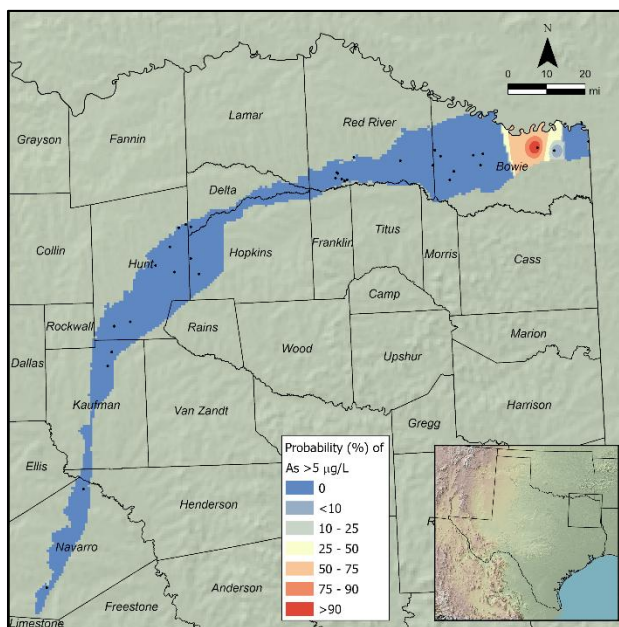 N
0 10 20
mi
Lamar
Red River
Grayson
Fannin
Bowie
Delta
Collin
Hunt
Hopkins
Franklin
Titus
Morris
Cass
Camp
Rockwall
Rains
Marion
Dallas
Wood
Upshur
Kaufman
Van Zandt
Harrison
Gregg
Ellis
Henderson
Navarro
Anderson
Freestone
Limestone
R
Probability (%) of
As >5 µg/L
0
<10
10 - 25
25 - 50
50 - 75
75 - 90
>90